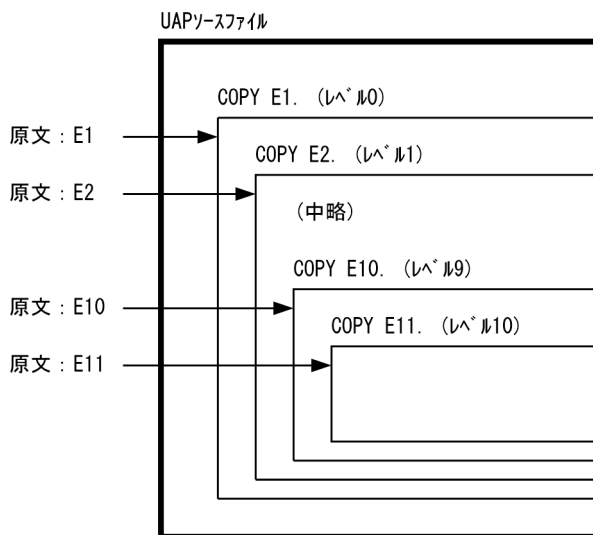 UAPｿｰｽﾌｧｲﾙ
COPY E1. (ﾚﾍﾞﾙ0)
原文：E1
COPY E2. (ﾚﾍﾞﾙ1)
原文：E2
(中略)
COPY E10. (ﾚﾍﾞﾙ9)
原文：E10
COPY E11. (ﾚﾍﾞﾙ10)
原文：E11